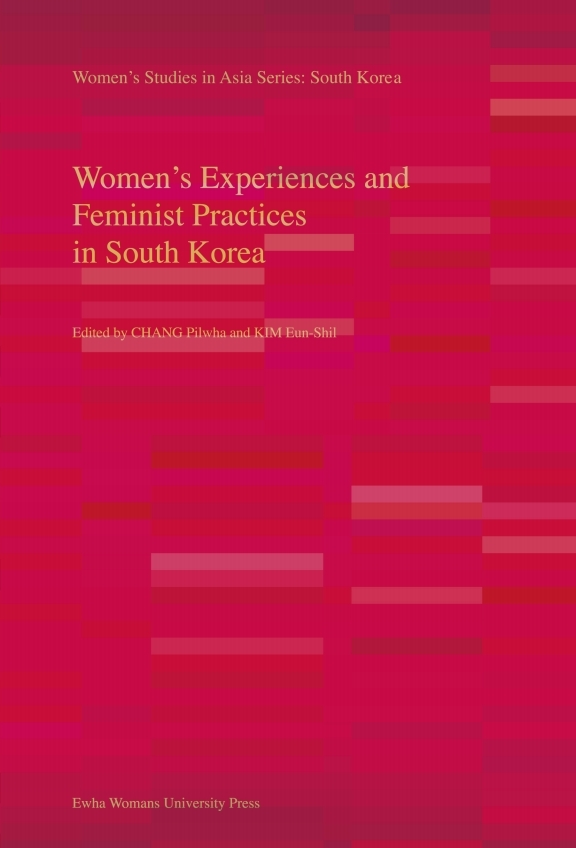 Women’s Studies in Asia Series: South Korea
Women’s Experiences and
Feminist Practices
in South Korea
Edited by CHANG Pilwha and KIM Eun-Shil
Ewha Womans University Press